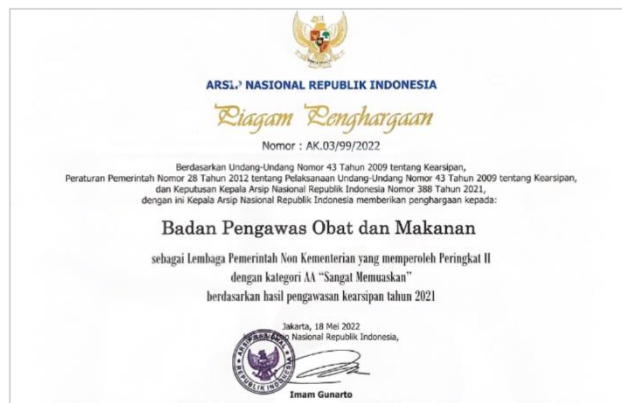 ARSIP NASIONAL REPUBLIK INDONESIA
Piagam Penghargaan
Nomor : AK.03/99/2022
Berdasarkan Undang-Undang Nomor 43 Tahun 2009 tentang Kearsipan,
Peraturan Pemerintah Nomor 28 Tahun 2012 tentang Pelaksanaan Undang-Undang Nomor 43 Tahun 2009 tentang Kearsipan,
dan Keputusan Kepala Arsip Nasional Republik Indonesia Nomor 388 Tahun 2021,
dengan ini Kepala Arsip Nasional Republik Indonesia memberikan penghargaan kepada:
Badan Pengawas Obat dan Makanan
sebagai Lembaga Pemerintah Non Kementerian yang memperoleh Peringkat II
dengan kategori AA “Sangat Memuaskan”
berdasarkan hasil pengawasan kearsipan tahun 2021
Jakarta, 18 Mei 2022
Nasional Republik Indonesia,
REPUBLIK INDONESIA
Imam Gunarto